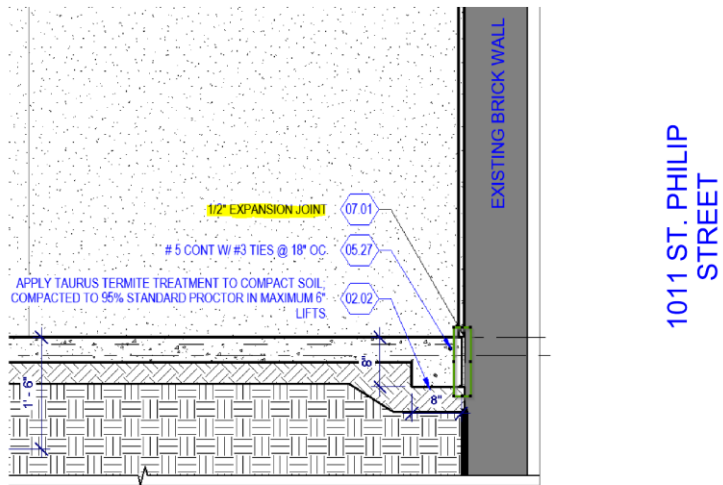 EXISTING BRICK WALL
1011 ST. PHILIP
STREET
1/2" EXPANSION JOINT 07.01
# 5 CONT W/ #3 TIES @ 18" OC 05.27
APPLY TAURUS TERMITE TREATMENT TO COMPACT SOIL,
COMPACTED TO 95% STANDARD PROCTOR IN MAXIMUM 6" 02.02
LIFTS
1' - 6"
8"